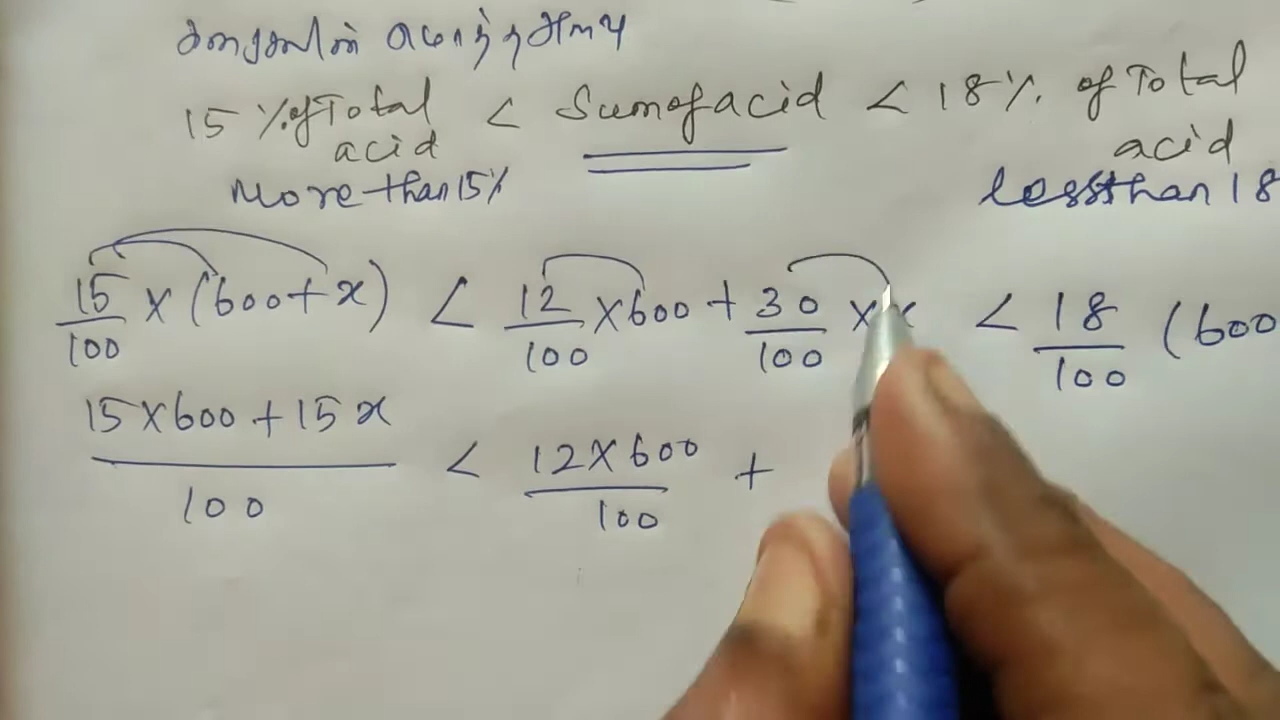 15 % of Total < Sum of acid < 18 % of Total
acid acid
More than 15% less than 18
15/100 × (600 + x) < 12/100 × 600 + 30/100 × x < 18/100 (600
15 × 600 + 15 x / 100 < 12 × 600 / 100 +